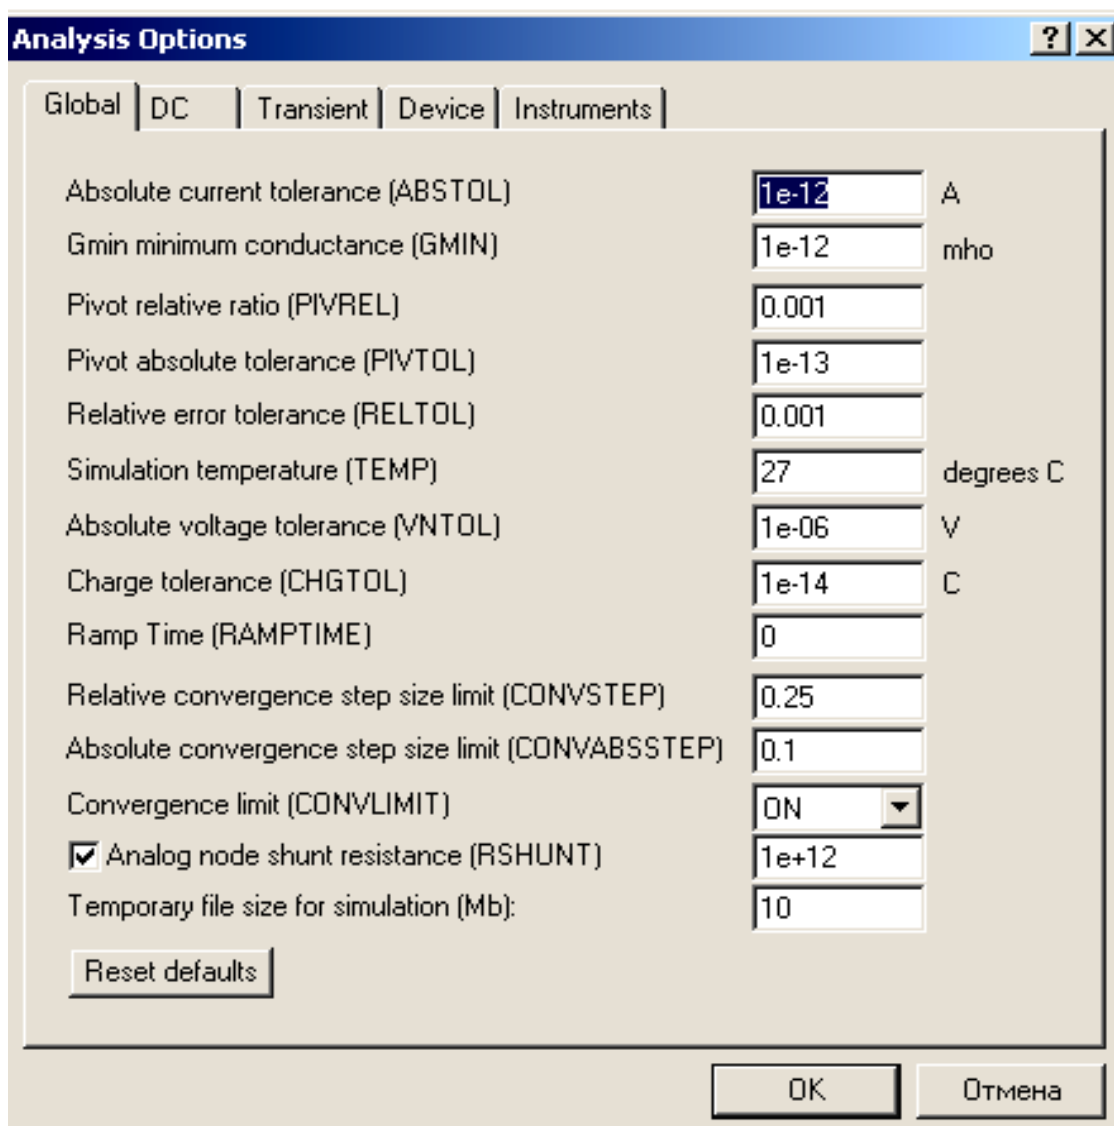 Analysis Options
Global DC Transient Device Instruments
Absolute current tolerance (ABSTOL) 1e-12 A
Gmin minimum conductance (GMIN) 1e-12 mho
Pivot relative ratio (PIVREL) 0.001
Pivot absolute tolerance (PIVTOL) 1e-13
Relative error tolerance (RELTOL) 0.001
Simulation temperature (TEMP) 27 degrees C
Absolute voltage tolerance (VNTOL) 1e-06 V
Charge tolerance (CHGTOL) 1e-14 C
Ramp Time (RAMPTIME) 0
Relative convergence step size limit (CONVSTEP) 0.25
Absolute convergence step size limit (CONVABSSTEP) 0.1
Convergence limit (CONVLIMIT) ON
Analog node shunt resistance (RSHUNT) 1e+12
Temporary file size for simulation (Mb): 10
Reset defaults
OK Отмена